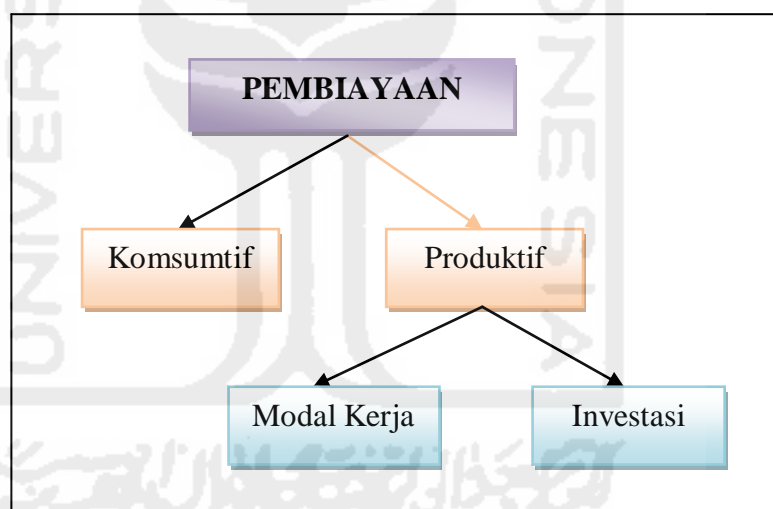 PEMBIAYAAN
Komsumtif
Produktif
Modal Kerja
Investasi